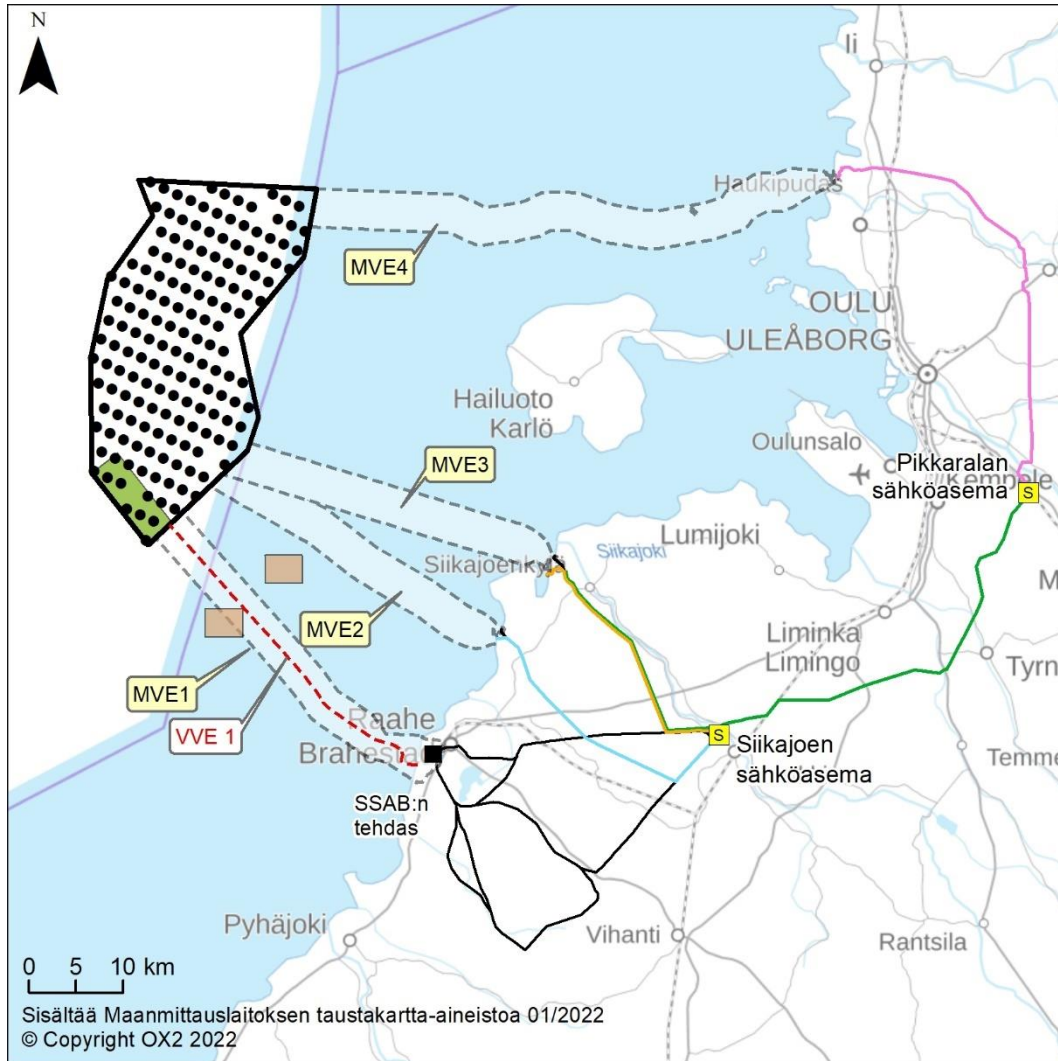 N
Ii
Haukipudas
MVE4
OULU
ULEÅBORG
Hailuoto
Karlö
Oulunsalo
MVE3
Pikkaralan
sähköasema
Kempele
S
Lumijoki
Siikajoki
Siikajoenkylä
MVE2
Liminka
Limingo
Tyrn
M
MVE1
VVE 1
Raahe
Brahestad
S
Siikajoen
sähköasema
Temme
SSAB:n
tehdas
Pyhäjoki
Vihanti
Rantsila
0 5 10 km
Sisältää Maanmittauslaitoksen taustakartta-aineistoa 01/2022
© Copyright OX2 2022